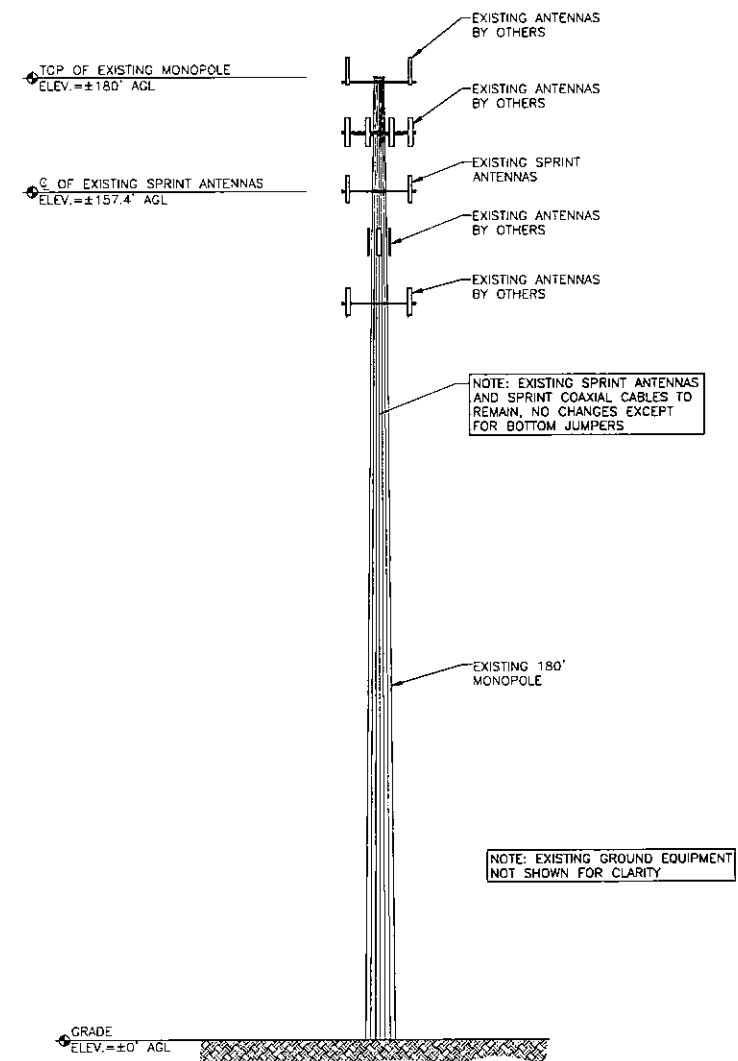 EXISTING ANTENNAS
BY OTHERS
TOP OF EXISTING MONOPOLE
ELEV.=±180' AGL
EXISTING ANTENNAS
BY OTHERS
EXISTING SPRINT
ANTENNAS
℄ OF EXISTING SPRINT ANTENNAS
ELEV.=±157.4' AGL
EXISTING ANTENNAS
BY OTHERS
EXISTING ANTENNAS
BY OTHERS
NOTE: EXISTING SPRINT ANTENNAS
AND SPRINT COAXIAL CABLES TO
REMAIN, NO CHANGES EXCEPT
FOR BOTTOM JUMPERS
EXISTING 180'
MONOPOLE
NOTE: EXISTING GROUND EQUIPMENT
NOT SHOWN FOR CLARITY
GRADE
ELEV.=±0' AGL